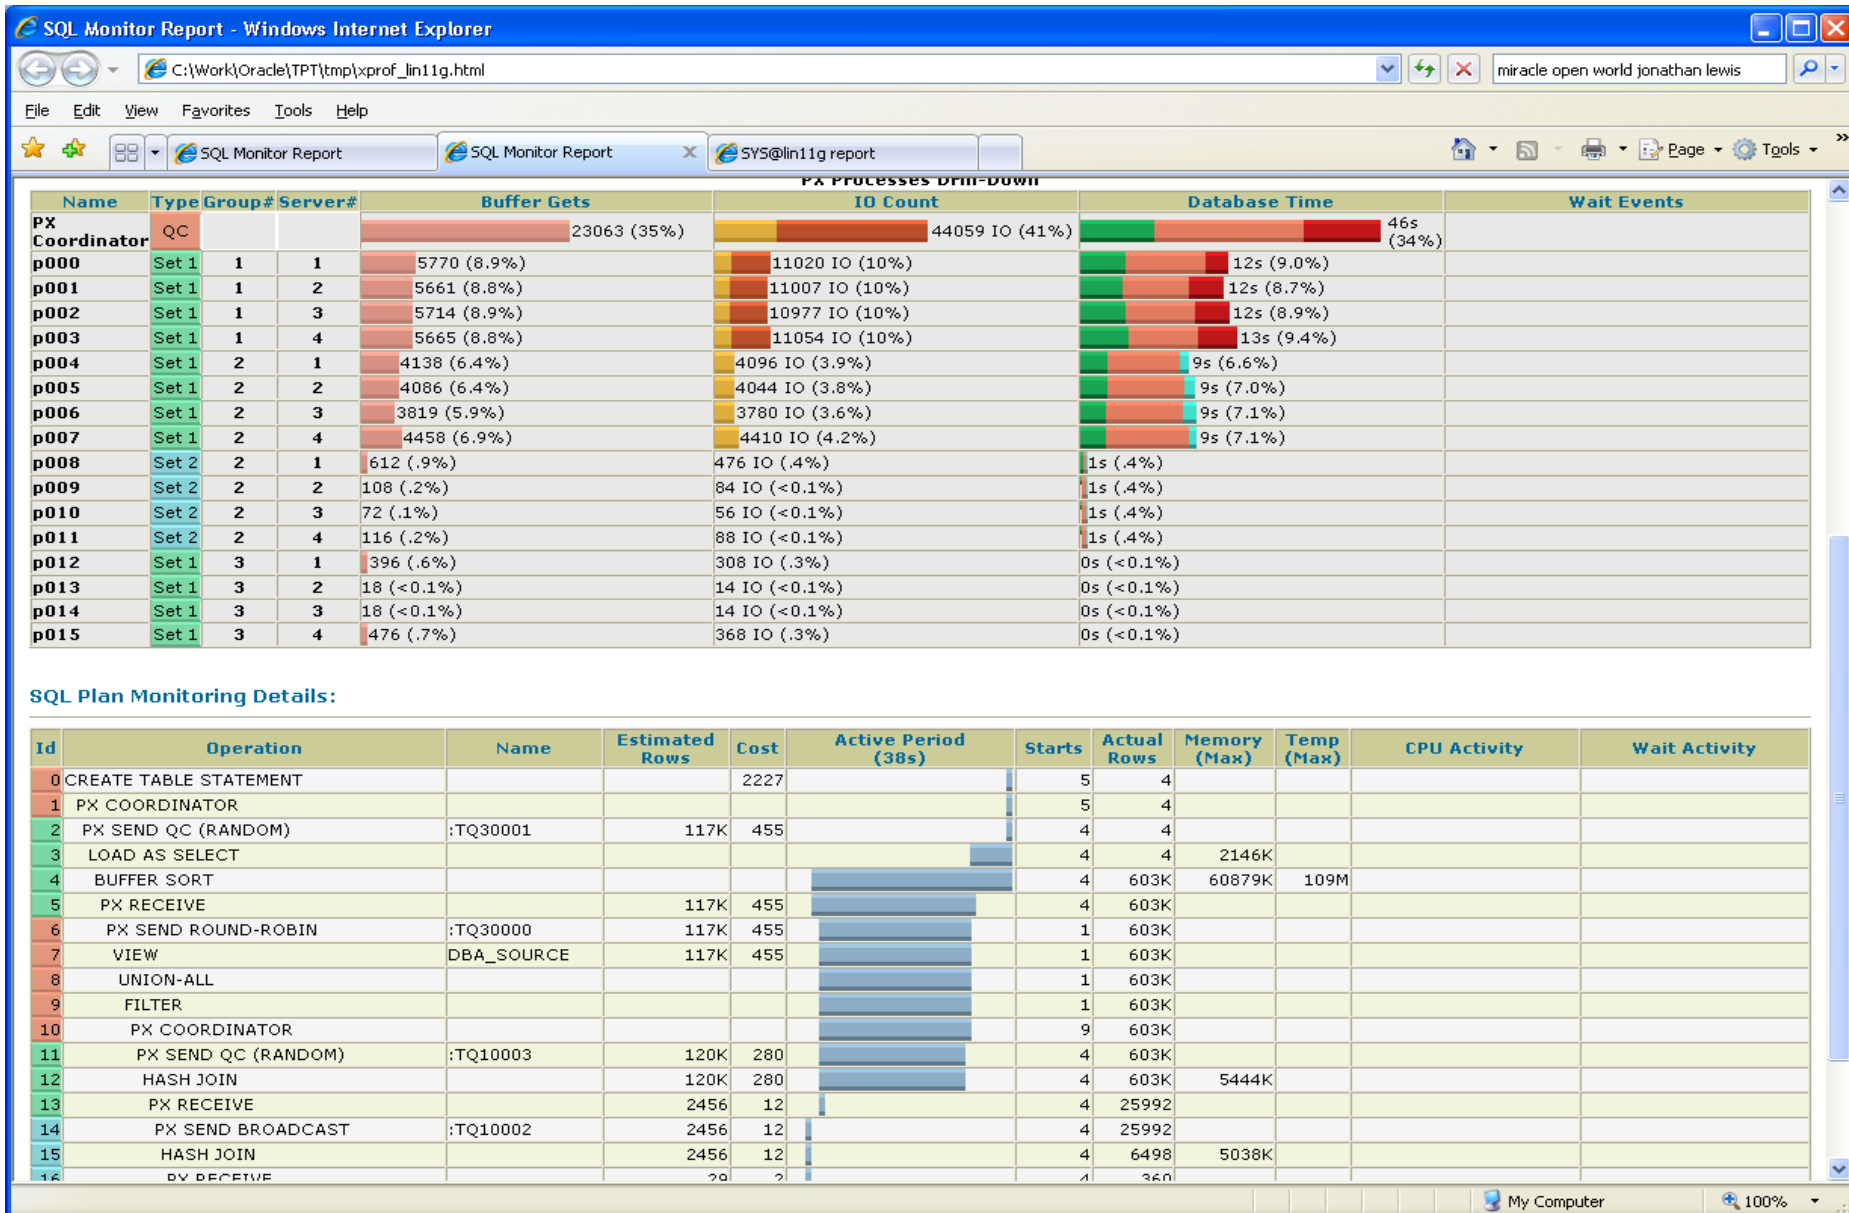 SQL Monitor Report - Windows Internet Explorer
C:\Work\Oracle\TPT\tmp\xprof_lin11g.html miracle open world jonathan lewis
File Edit View Favorites Tools Help
SQL Monitor Report SQL Monitor Report SYS@lin11g report Page Tools
PX Processes Drill-Down
Name Type Group# Server# Buffer Gets IO Count Database Time Wait Events
PX Coordinator QC 23063 (35%) 44059 IO (41%) 46s (34%)
p000 Set 1 1 1 5770 (8.9%) 11020 IO (10%) 12s (9.0%)
p001 Set 1 1 2 5661 (8.8%) 11007 IO (10%) 12s (8.7%)
p002 Set 1 1 3 5714 (8.9%) 10977 IO (10%) 12s (8.9%)
p003 Set 1 1 4 5665 (8.8%) 11054 IO (10%) 13s (9.4%)
p004 Set 1 2 1 4138 (6.4%) 4096 IO (3.9%) 9s (6.6%)
p005 Set 1 2 2 4086 (6.4%) 4044 IO (3.8%) 9s (7.0%)
p006 Set 1 2 3 3819 (5.9%) 3780 IO (3.6%) 9s (7.1%)
p007 Set 1 2 4 4458 (6.9%) 4410 IO (4.2%) 9s (7.1%)
p008 Set 2 2 1 612 (.9%) 476 IO (.4%) 1s (.4%)
p009 Set 2 2 2 108 (.2%) 84 IO (<0.1%) 1s (.4%)
p010 Set 2 2 3 72 (.1%) 56 IO (<0.1%) 1s (.4%)
p011 Set 2 2 4 116 (.2%) 88 IO (<0.1%) 1s (.4%)
p012 Set 1 3 1 396 (.6%) 308 IO (.3%) 0s (<0.1%)
p013 Set 1 3 2 18 (<0.1%) 14 IO (<0.1%) 0s (<0.1%)
p014 Set 1 3 3 18 (<0.1%) 14 IO (<0.1%) 0s (<0.1%)
p015 Set 1 3 4 476 (.7%) 368 IO (.3%) 0s (<0.1%)
SQL Plan Monitoring Details:
Id Operation Name Estimated Rows Cost Active Period (38s) Starts Actual Rows Memory (Max) Temp (Max) CPU Activity Wait Activity
0 CREATE TABLE STATEMENT 2227 5 4
1 PX COORDINATOR 5 4
2 PX SEND QC (RANDOM) :TQ30001 117K 455 4 4
3 LOAD AS SELECT 4 4 2146K
4 BUFFER SORT 4 603K 60879K 109M
5 PX RECEIVE 117K 455 4 603K
6 PX SEND ROUND-ROBIN :TQ30000 117K 455 1 603K
7 VIEW DBA_SOURCE 117K 455 1 603K
8 UNION-ALL 1 603K
9 FILTER 1 603K
10 PX COORDINATOR 9 603K
11 PX SEND QC (RANDOM) :TQ10003 120K 280 4 603K
12 HASH JOIN 120K 280 4 603K 5444K
13 PX RECEIVE 2456 12 4 25992
14 PX SEND BROADCAST :TQ10002 2456 12 4 25992
15 HASH JOIN 2456 12 4 6498 5038K
16 PX RECEIVE 29 2 4 360
My Computer 100%